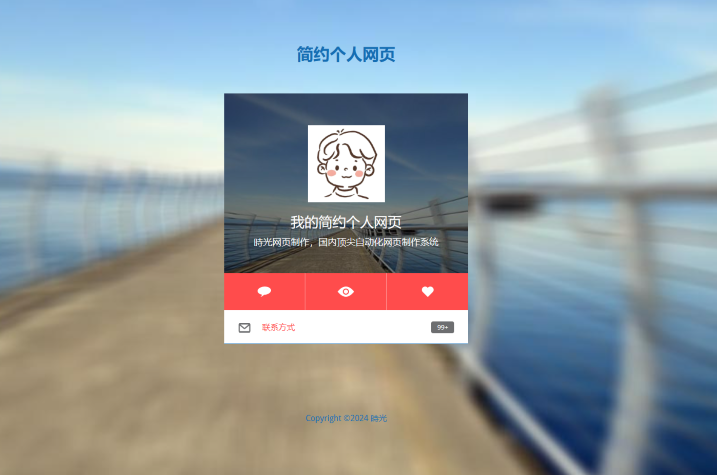 简约个人网页
我的简约个人网页
時光网页制作，国内顶尖自动化网页制作系统
联系方式
99+
Copyright ©2024 時光